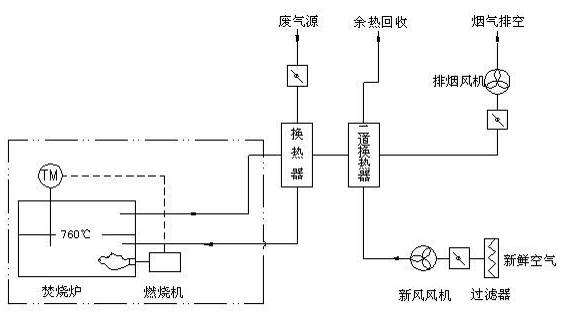 废气源
余热回收
烟气排空
排烟风机
换热器
二道换热器
TM
760℃
焚烧炉
燃烧机
新风风机
过滤器
新鲜空气